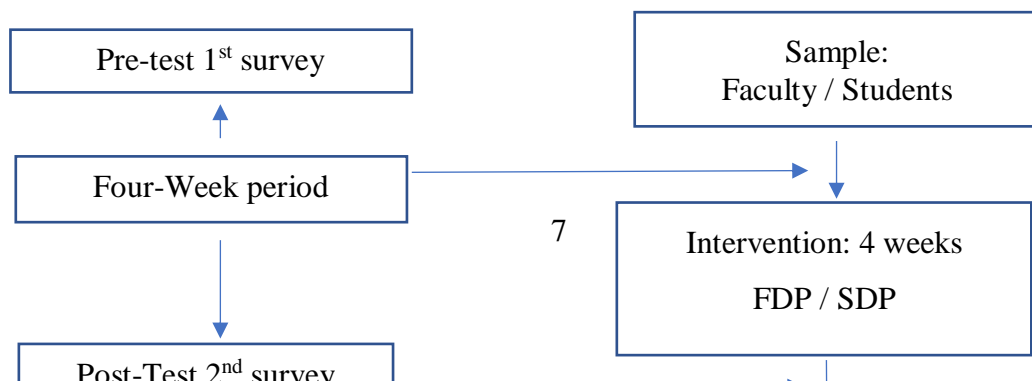 Pre-test 1st survey
Sample:
Faculty / Students
Four-Week period
7
Intervention: 4 weeks
FDP / SDP
Post-Test 2nd survey